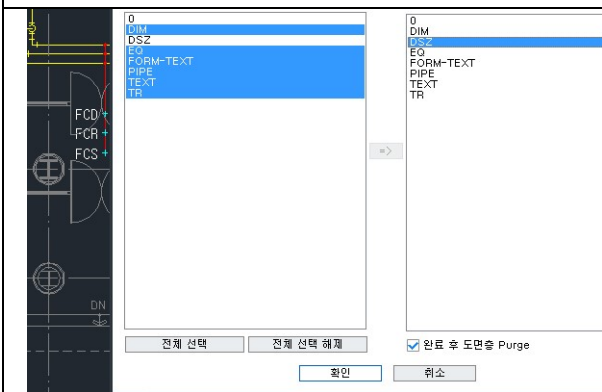 FCD
FCR
FCS
DN
0
DIM
DSZ
EQ
FORM-TEXT
PIPE
TEXT
TR
=>
0
DIM
DSZ
EQ
FORM-TEXT
PIPE
TEXT
TR
전체 선택
전체 선택 해제
완료 후 도면층 Purge
확인
취소